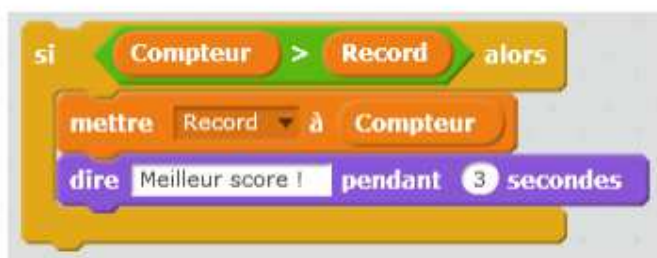 si Compteur > Record alors
mettre Record à Compteur
dire Meilleur score ! pendant 3 secondes